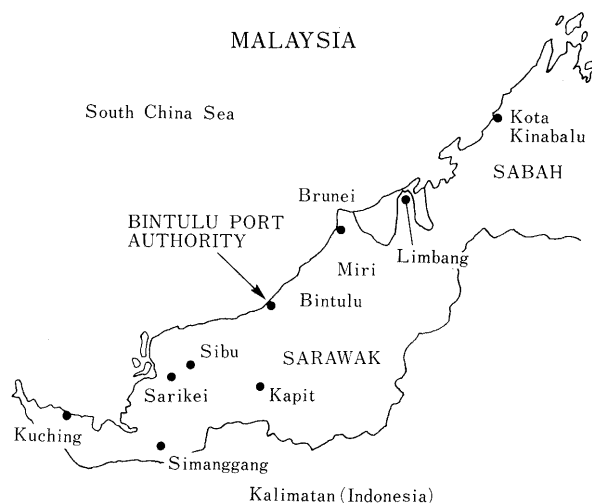 MALAYSIA
South China Sea
Kota
Kinabalu
SABAH
Brunei
BINTULU PORT
AUTHORITY
Limbang
Miri
Bintulu
Sibu
SARAWAK
Sarikei
Kapit
Kuching
Simanggang
Kalimatan (Indonesia)